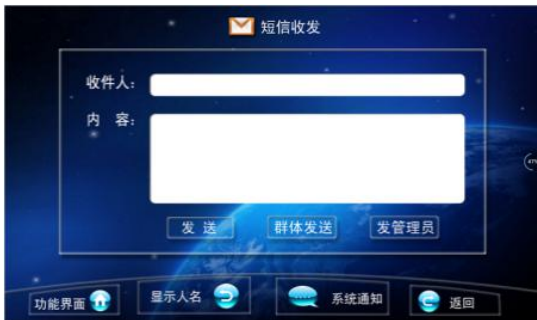 短信收发
收件人:
内 容:
发 送 群体发送 发管理员
功能界面 显示人名 系统通知 返回